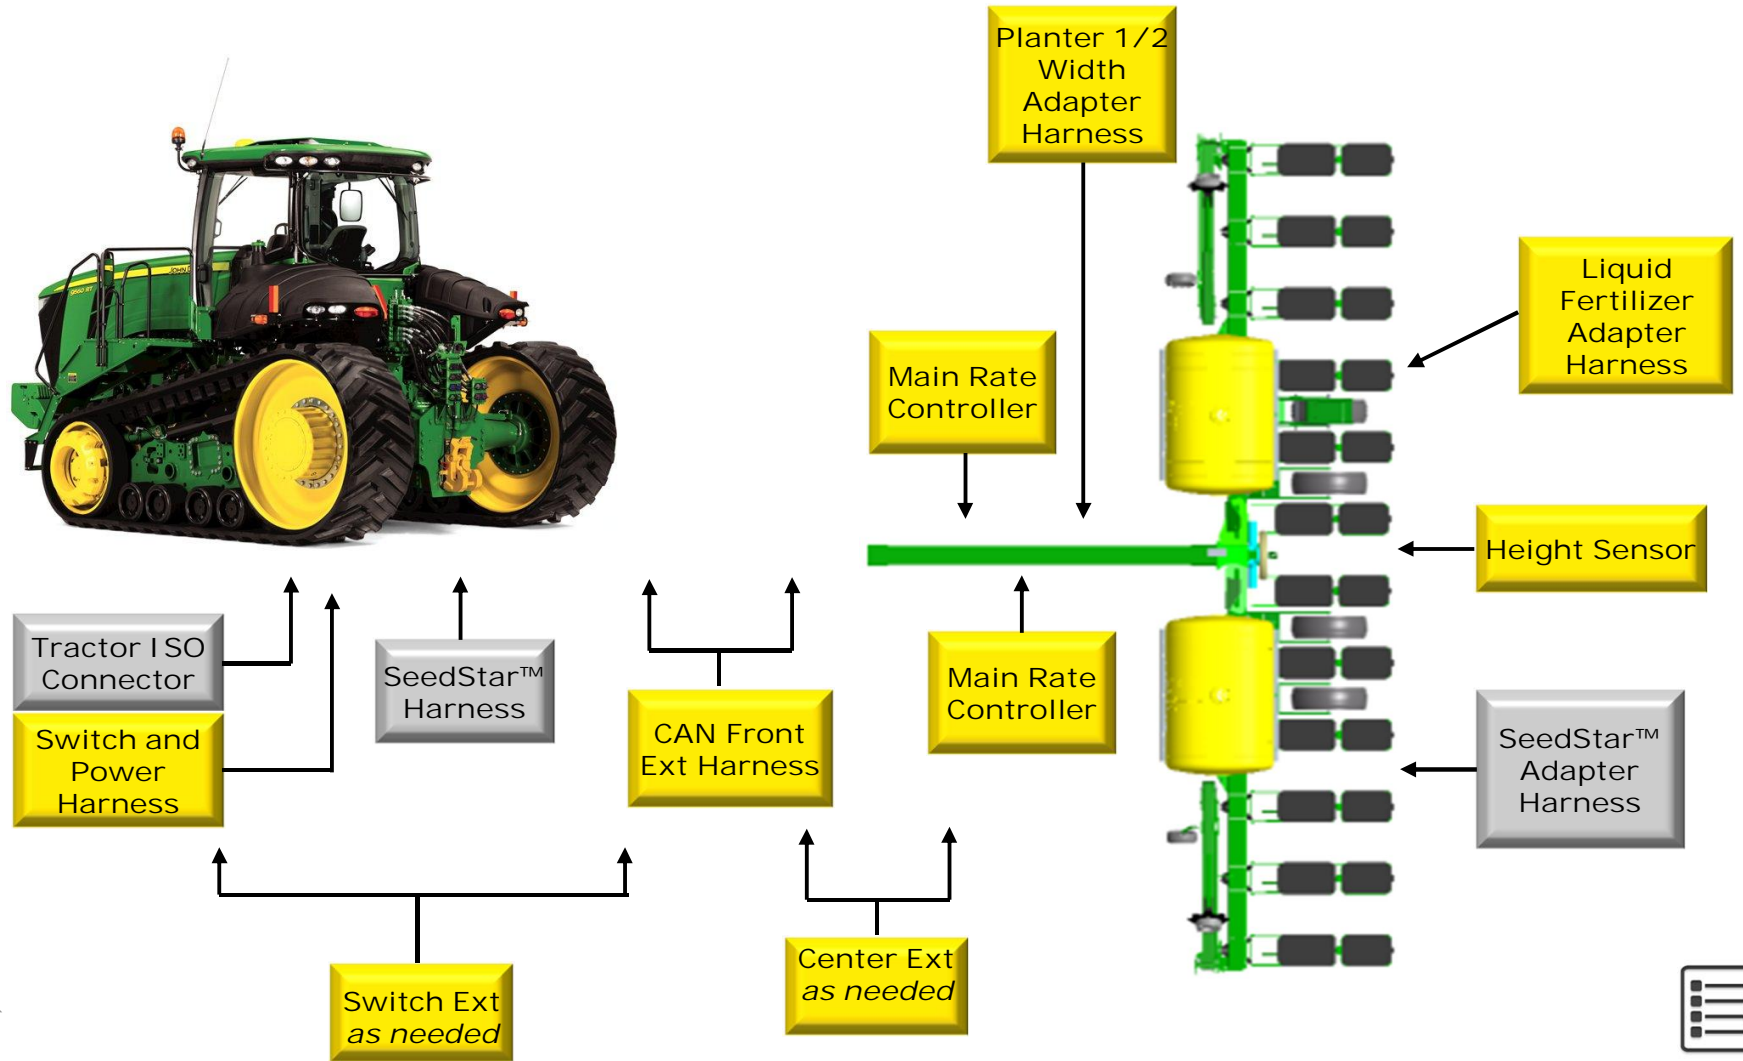 Planter 1/2
Width
Adapter
Harness
Liquid
Fertilizer
Adapter
Harness
Main Rate
Controller
Height Sensor
Tractor ISO
Connector
SeedStar™
Harness
Main Rate
Controller
CAN Front
Ext Harness
SeedStar™
Adapter
Harness
Switch and
Power
Harness
Center Ext
as needed
Switch Ext
as needed